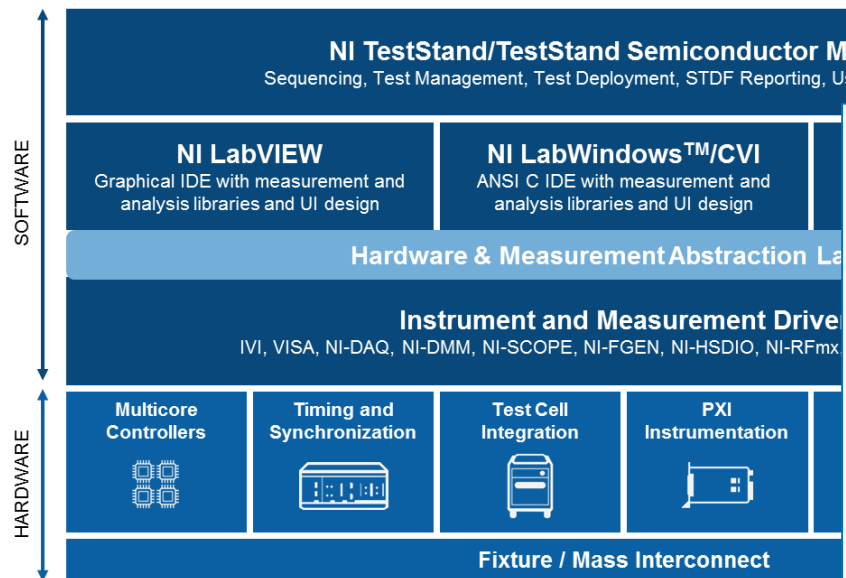 SOFTWARE
NI TestStand/TestStand Semiconductor M
Sequencing, Test Management, Test Deployment, STDF Reporting, Us
NI LabVIEW
Graphical IDE with measurement and
analysis libraries and UI design
NI LabWindows™/CVI
ANSI C IDE with measurement and
analysis libraries and UI design
Hardware & Measurement Abstraction La
Instrument and Measurement Drive
IVI, VISA, NI-DAQ, NI-DMM, NI-SCOPE, NI-FGEN, NI-HSDIO, NI-RFmx,
HARDWARE
Multicore
Controllers
Timing and
Synchronization
Test Cell
Integration
PXI
Instrumentation
Fixture / Mass Interconnect